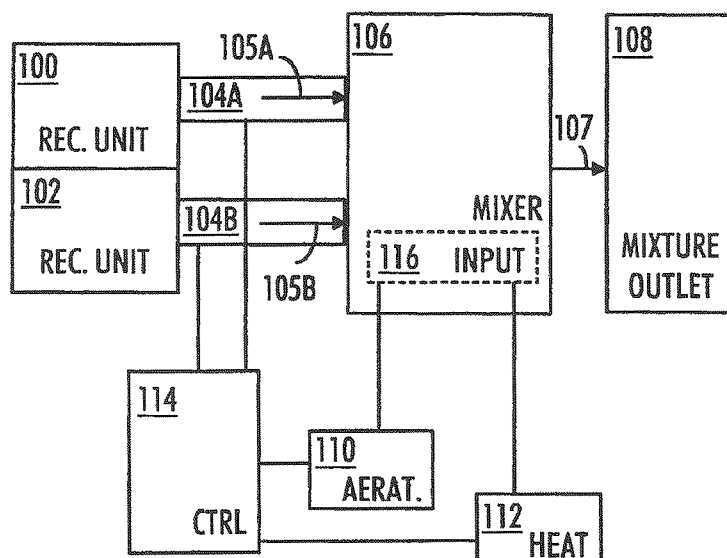 100
REC. UNIT
102
REC. UNIT
104A
105A
104B
105B
106
MIXER
116 INPUT
107
108
MIXTURE
OUTLET
114
CTRL
110
AERAT.
112
HEAT